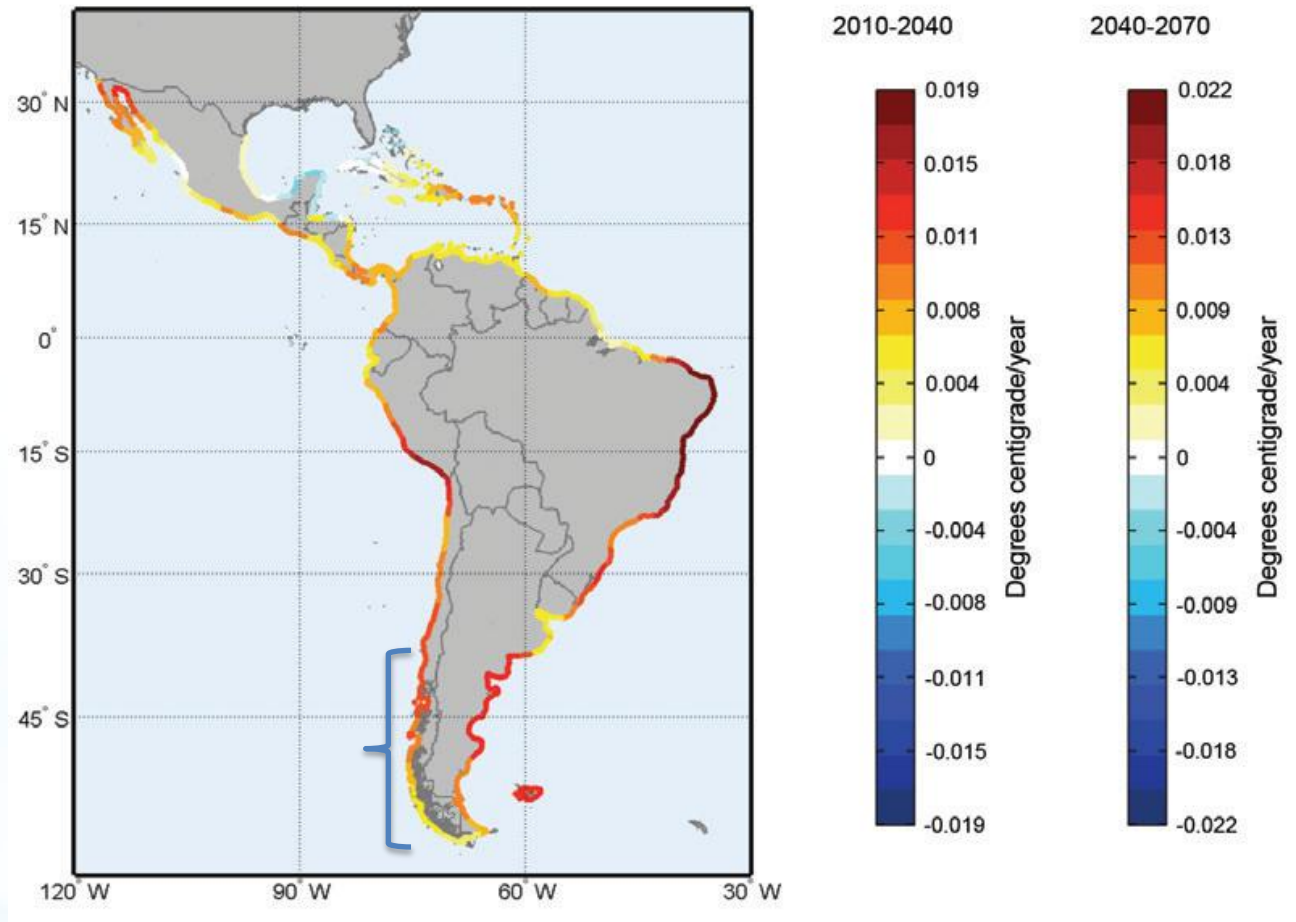 2010-2040
2040-2070
30° N
15° N
0°
15° S
30° S
45° S
120° W
90° W
60° W
30° W
0.019
0.015
0.011
0.008
0.004
0
-0.004
-0.008
-0.011
-0.015
-0.019
Degrees centigrade/year
0.022
0.018
0.013
0.009
0.004
0
-0.004
-0.009
-0.013
-0.018
-0.022
Degrees centigrade/year